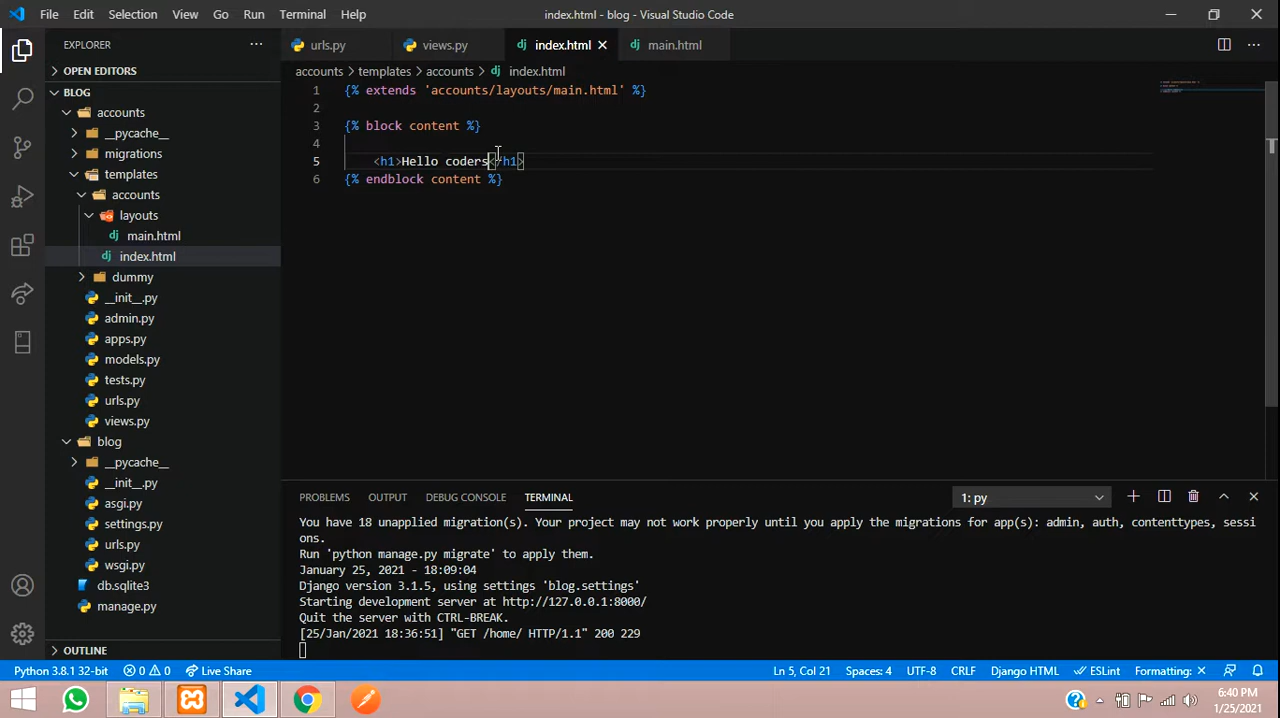 File Edit Selection View Go Run Terminal Help index.html - blog - Visual Studio Code
EXPLORER
OPEN EDITORS
BLOG
accounts
__pycache__
migrations
templates
accounts
layouts
main.html
index.html
dummy
__init__.py
admin.py
apps.py
models.py
tests.py
urls.py
views.py
blog
__pycache__
__init__.py
asgi.py
settings.py
urls.py
wsgi.py
db.sqlite3
manage.py
OUTLINE
urls.py views.py index.html main.html
accounts > templates > accounts > index.html
1 {% extends 'accounts/layouts/main.html' %}
2
3 {% block content %}
4
5 <h1>Hello coders</h1>
6 {% endblock content %}
PROBLEMS OUTPUT DEBUG CONSOLE TERMINAL 1: py
You have 18 unapplied migration(s). Your project may not work properly until you apply the migrations for app(s): admin, auth, contenttypes, sessi
ons.
Run 'python manage.py migrate' to apply them.
January 25, 2021 - 18:09:04
Django version 3.1.5, using settings 'blog.settings'
Starting development server at http://127.0.0.1:8000/
Quit the server with CTRL-BREAK.
[25/Jan/2021 18:36:51] "GET /home/ HTTP/1.1" 200 229
Python 3.8.1 32-bit 0 0 Live Share Ln 5, Col 21 Spaces: 4 UTF-8 CRLF Django HTML ESLint Formatting: ×
6:40 PM
1/25/2021